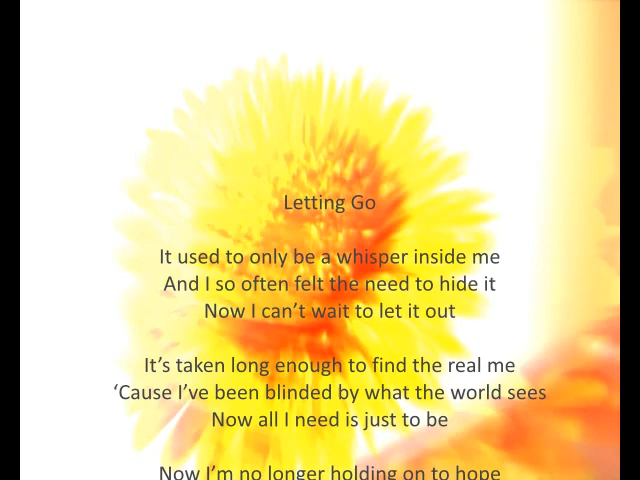 Letting Go
It used to only be a whisper inside me
And I so often felt the need to hide it
Now I can’t wait to let it out
It’s taken long enough to find the real me
‘Cause I’ve been blinded by what the world sees
Now all I need is just to be
Now I’m no longer holding on to hope